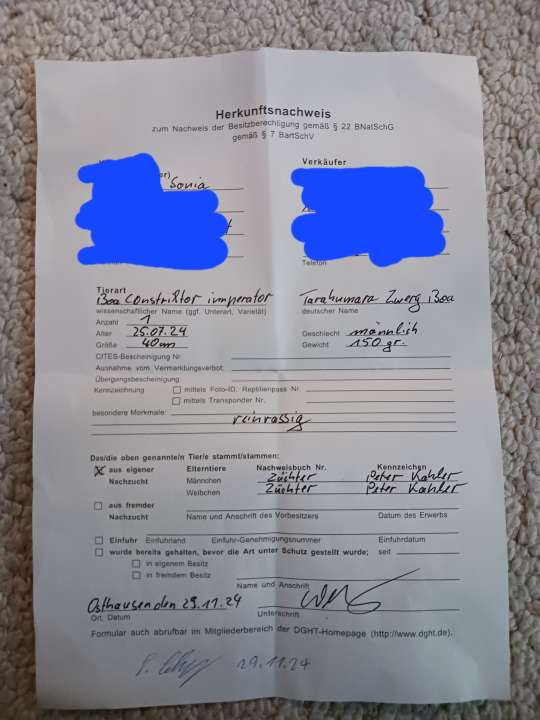 Herkunftsnachweis
zum Nachweis der Besitzberechtigung gemäß § 22 BNatSchG
gemäß § 7 BartSchV
Verkäufer
Sonia
Telefon
Tierart
Boa Constriktor imperator Tarahumara Zwerg Boa
wissenschaftlicher Name (ggf. Unterart, Varietät) deutscher Name
Anzahl 1
Alter 25.07.24 Geschlecht männlich
Größe 40cm Gewicht 150 gr.
CITES-Bescheinigung Nr.
Ausnahme vom Vermarktungsverbot:
Übergungsbescheinigung
Kennzeichnung mittels Foto-ID, Reptilienpass Nr.
mittels Transponder Nr.
besondere Merkmale:
reinrassig
Das/die oben genannte/n Tier/e stammt/stammen:
x aus eigener Elterntiere Nachweisbuch Nr. Kennzeichen
Nachzucht Männchen Züchter Peter Kahler
Weibchen Züchter Peter Kahler
aus fremder
Nachzucht Name und Anschrift des Vorbesitzers Datum des Erwerbs
Einfuhr Einfuhrland Einfuhr-Genehmigungsnummer Einfuhrdatum
wurde bereits gehalten, bevor die Art unter Schutz gestellt wurde; seit
in eigenem Besitz
in fremdem Besitz
Name und Anschrift
Osthausen den 29.11.24
Ort, Datum Unterschrift
Formular auch abrufbar im Mitgliederbereich der DGHT-Homepage (http://www.dght.de).
29.11.24